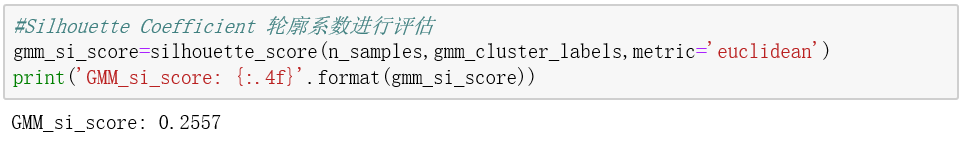 #Silhouette Coefficient 轮廓系数进行评估
gmm_si_score=silhouette_score(n_samples,gmm_cluster_labels,metric='euclidean')
print('GMM_si_score: {:.4f}'.format(gmm_si_score))
GMM_si_score: 0.2557